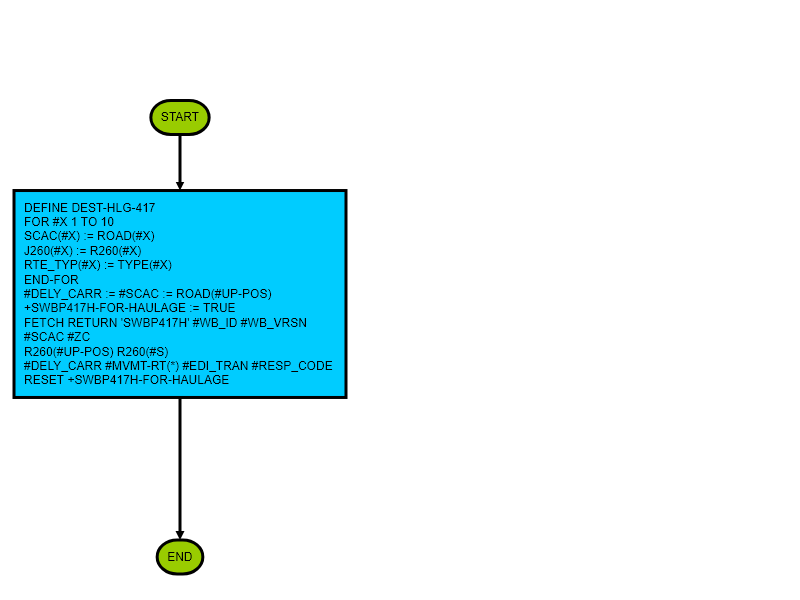 START
DEFINE DEST-HLG-417
FOR #X 1 TO 10
SCAC(#X) := ROAD(#X)
J260(#X) := R260(#X)
RTE_TYP(#X) := TYPE(#X)
END-FOR
#DELY_CARR := #SCAC := ROAD(#UP-POS)
+SWBP417H-FOR-HAULAGE := TRUE
FETCH RETURN 'SWBP417H' #WB_ID #WB_VRSN
#SCAC #ZC
R260(#UP-POS) R260(#S)
#DELY_CARR #MVMT-RT(*) #EDI_TRAN #RESP_CODE
RESET +SWBP417H-FOR-HAULAGE
END